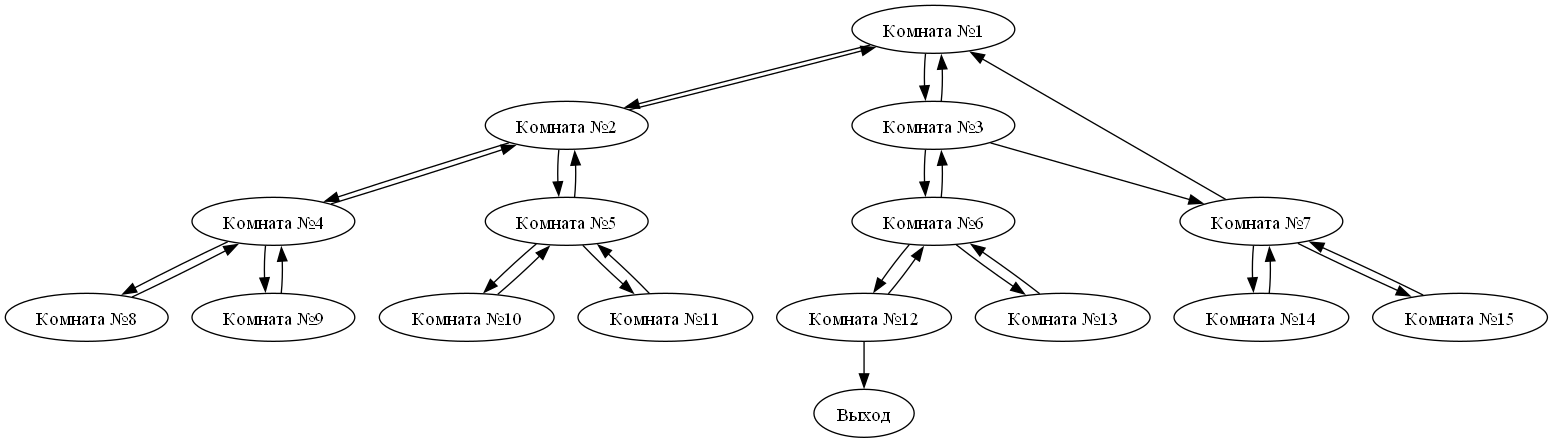 Комната №1
Комната №2
Комната №3
Комната №4
Комната №5
Комната №6
Комната №7
Комната №8
Комната №9
Комната №10
Комната №11
Комната №12
Комната №13
Комната №14
Комната №15
Выход